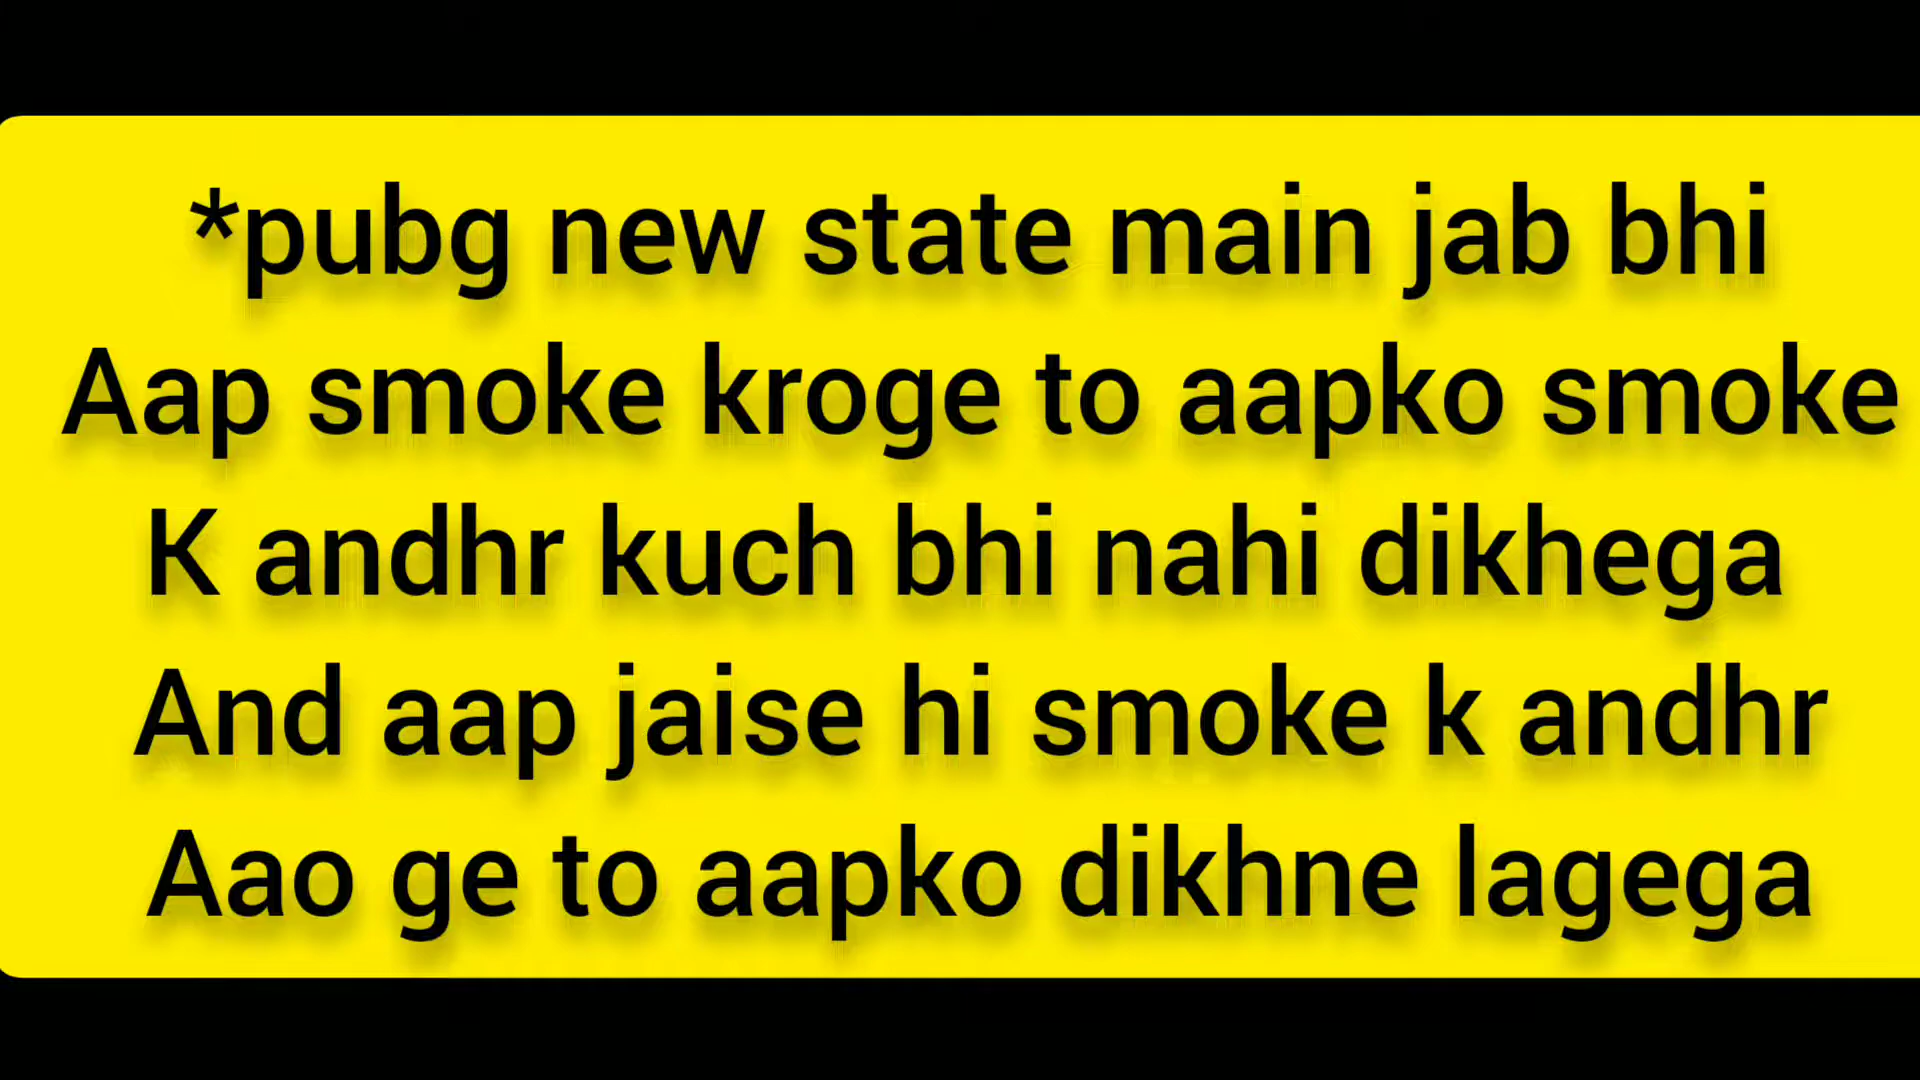 *pubg new state main jab bhi
Aap smoke kroge to aapko smoke
K andhr kuch bhi nahi dikhega
And aap jaise hi smoke k andhr
Aao ge to aapko dikhne lagega